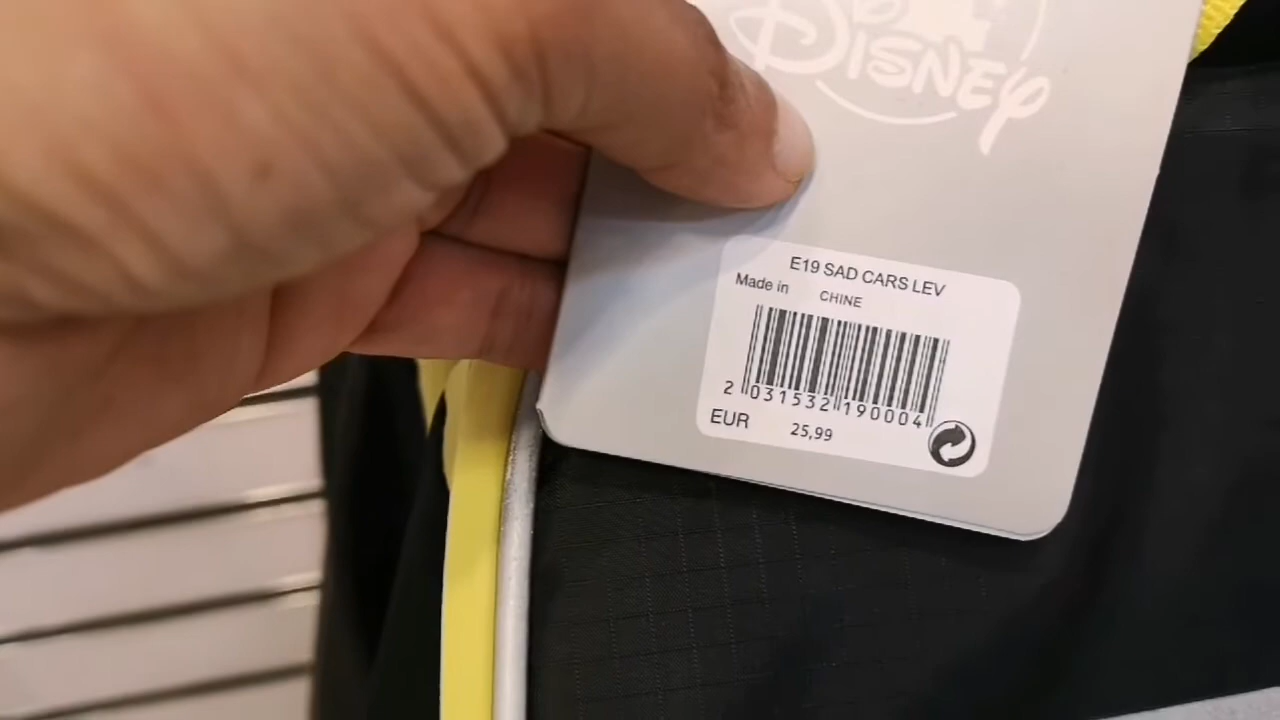 DISNEY
E19 SAD CARS LEV
Made in CHINE
2 031532 190004
EUR 25,99